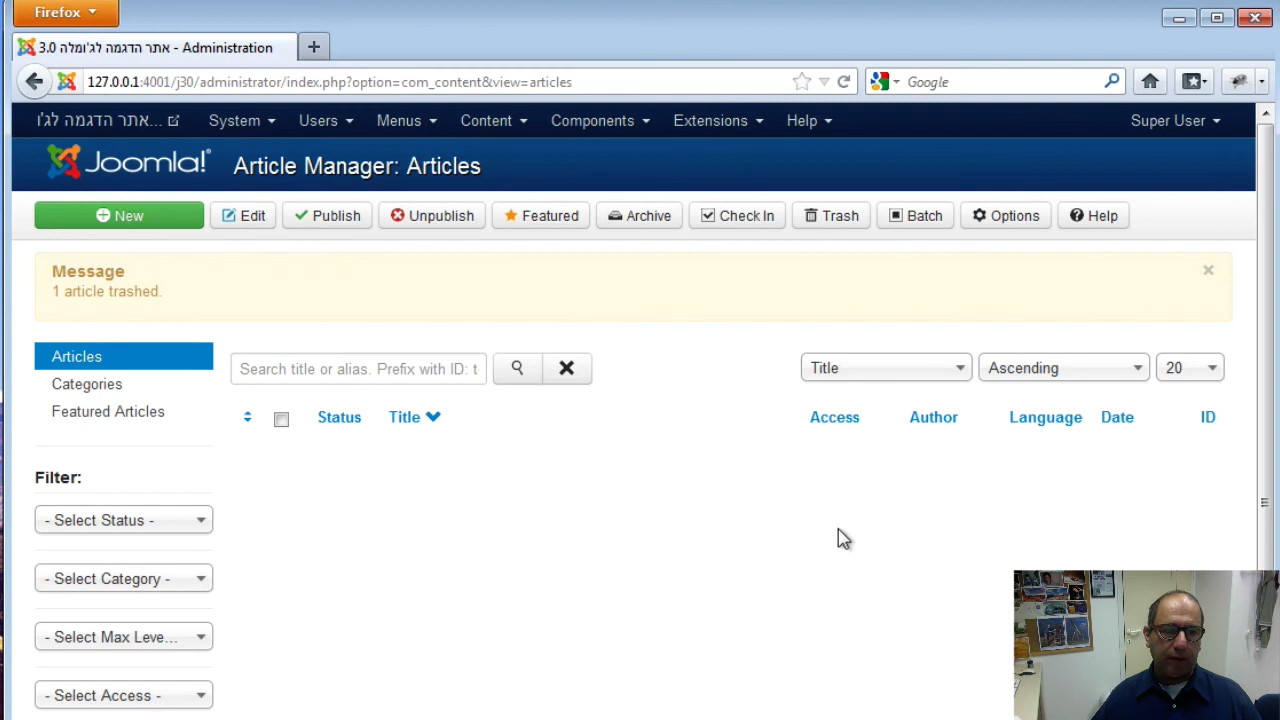 Firefox
אתר הדגמה לג'ומלה 3.0 - Administration
127.0.0.1:4001/j30/administrator/index.php?option=com_content&view=articles
Google
אתר הדגמה לג'ו...
System
Users
Menus
Content
Components
Extensions
Help
Super User
Joomla!®
Article Manager: Articles
New
Edit
Publish
Unpublish
Featured
Archive
Check In
Trash
Batch
Options
Help
Message
1 article trashed.
Articles
Categories
Featured Articles
Search title or alias. Prefix with ID: t
Title
Ascending
20
Status
Title
Access
Author
Language
Date
ID
Filter:
- Select Status -
- Select Category -
- Select Max Leve...
- Select Access -